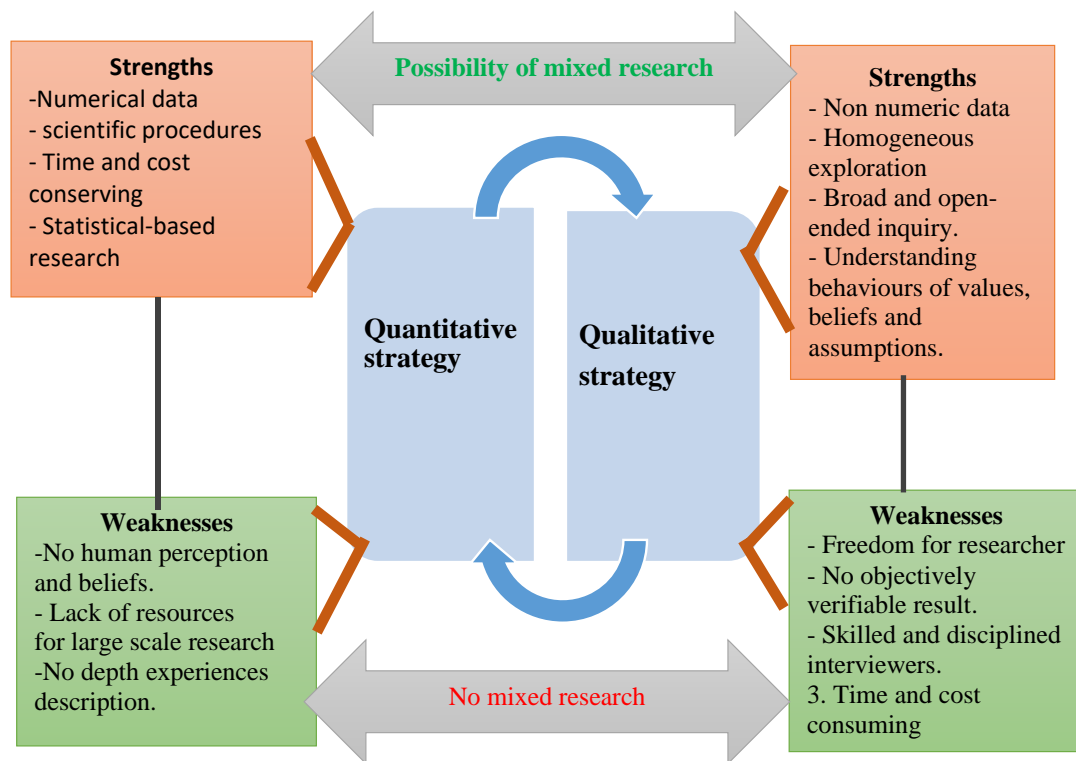 Possibility of mixed research
Strengths
-Numerical data
- scientific procedures
- Time and cost
conserving
- Statistical-based
research
Strengths
- Non numeric data
- Homogeneous
exploration
- Broad and open-
ended inquiry.
- Understanding
behaviours of values,
beliefs and
assumptions.
Quantitative
strategy
Qualitative
strategy
Weaknesses
-No human perception
and beliefs.
- Lack of resources
for large scale research
-No depth experiences
description.
Weaknesses
- Freedom for researcher
- No objectively
verifiable result.
- Skilled and disciplined
interviewers.
3. Time and cost
consuming
No mixed research